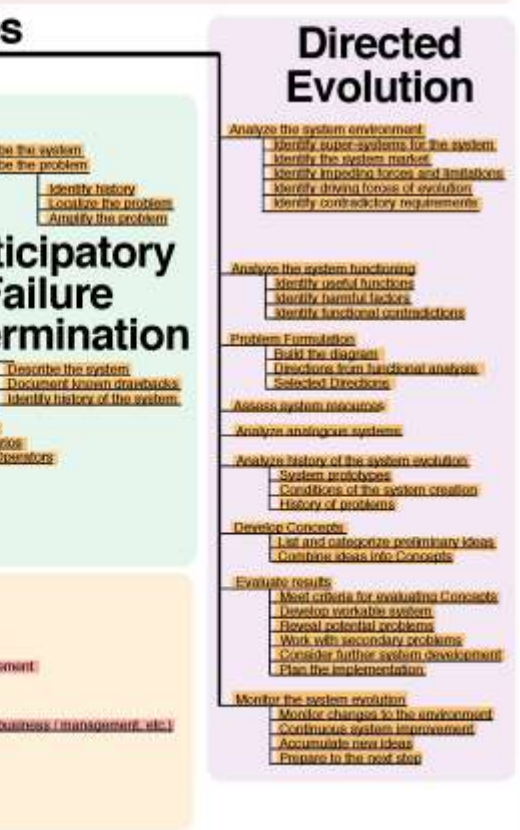 s
be the system
be the problem
Identify history
Localize the problem
Amplify the problem
ticipatory
Failure
ermination
Describe the system
Document known drawbacks
Identify history of the system
Operators
ement
business / management, etc.)
Directed
Evolution
Analyze the system environment
Identify super-systems for the system
Identify the system market
Identify impeding forces and limitations
Identify driving forces of evolution
Identify contradictory requirements
Analyze the system functioning
Identify useful functions
Identify harmful factors
Identify functional contradictions
Problem Formulation
Build the diagram
Directions from functional analysis
Selected Directions
Assess system resources
Analyze analogous systems
Analyze history of the system evolution
System prototypes
Conditions of the system creation
History of problems
Develop Concepts
List and categorize preliminary ideas
Combine ideas into Concepts
Evaluate results
Meet criteria for evaluating Concepts
Develop workable system
Reveal potential problems
Work with secondary problems
Consider further system development
Plan the implementation
Monitor the system evolution
Monitor changes to the environment
Continuous system improvement
Accumulate new ideas
Prepare to the next step